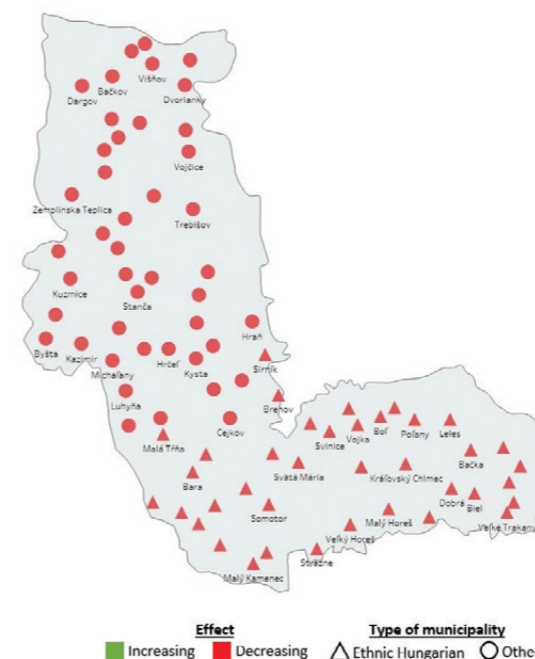 Višňov
Bačkov
Dargov
Dvorianky
Vojčice
Zemplínska Teplica
Trebišov
Kuzmice
Stanča
Hraň
Byšta
Kazimír
Sirník
Michaľany
Hrčeľ
Kysta
Luhyňa
Brehov
Cejkov
Malá Tŕňa
Svinice
Vojka
Boľ
Poľany
Leles
Bačka
Svätá Mária
Kráľovský Chlmec
Bara
Dobrá
Biel
Somotor
Malý Horeš
Veľké Trakany
Veľký Horeš
Strážne
Malý Kamenec
Effect
Type of municipality
Increasing
Decreasing
Ethnic Hungarian
Othe